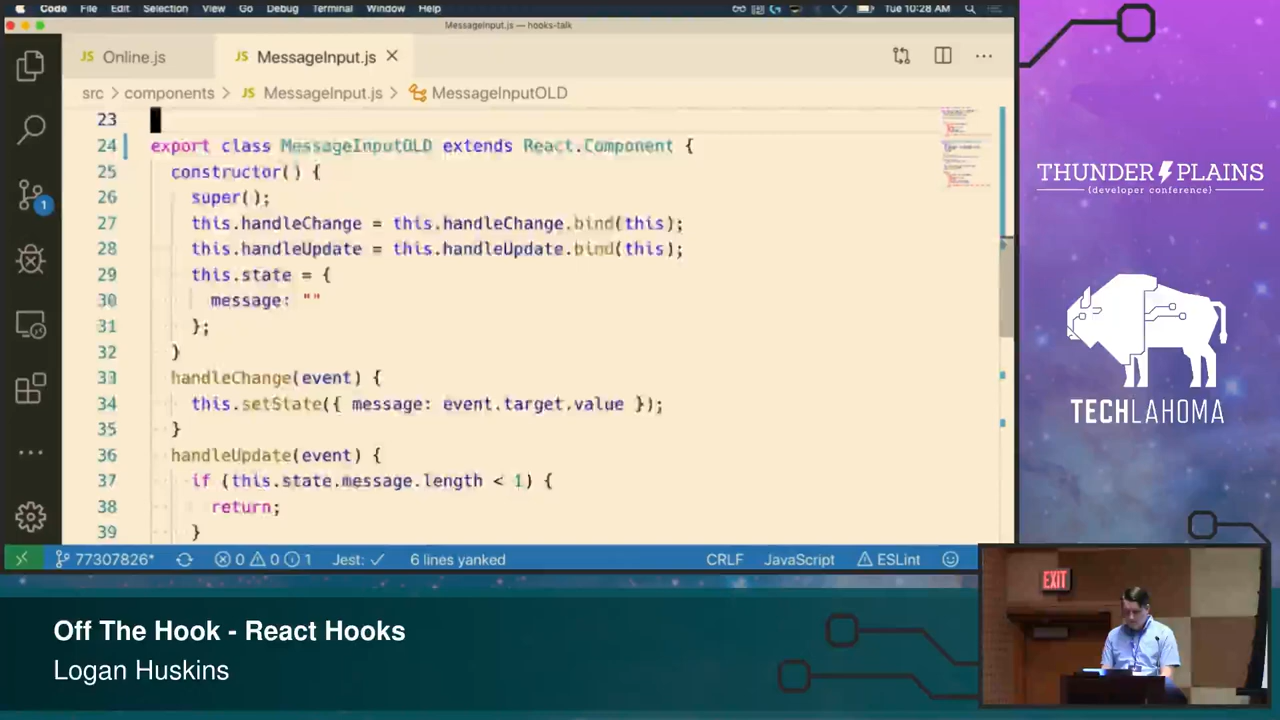 Code File Edit Selection View Go Debug Terminal Window Help Tue 10:28 AM
MessageInput.js — hooks-talk
JS Online.js JS MessageInput.js
src > components > JS MessageInput.js > MessageInputOLD
23
24 export class MessageInputOLD extends React.Component {
25 constructor() {
26 super();
27 this.handleChange = this.handleChange.bind(this);
28 this.handleUpdate = this.handleUpdate.bind(this);
29 this.state = {
30 message: ""
31 };
32 }
33 handleChange(event) {
34 this.setState({ message: event.target.value });
35 }
36 handleUpdate(event) {
37 if (this.state.message.length < 1) {
38 return;
39 }
1
77307826* 0 0 1 Jest: ✓ 6 lines yanked CRLF JavaScript ESLint
THUNDER PLAINS
{developer conference}
TECHLAHOMA
EXIT
Off The Hook - React Hooks
Logan Huskins